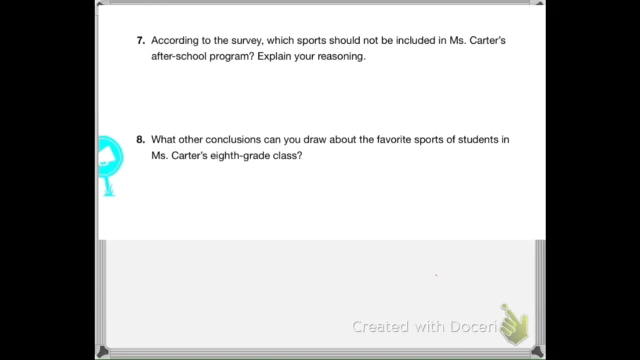 7. According to the survey, which sports should not be included in Ms. Carter's
after-school program? Explain your reasoning.
8. What other conclusions can you draw about the favorite sports of students in
Ms. Carter's eighth-grade class?
Created with Doceri